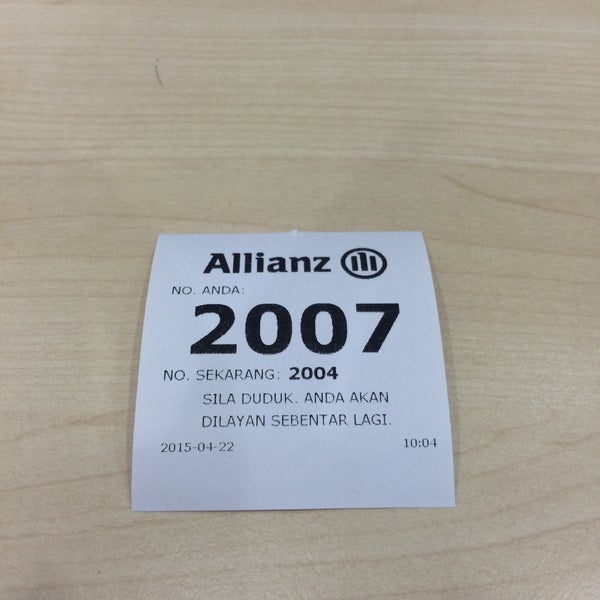 Allianz
NO. ANDA:
2007
NO. SEKARANG: 2004
SILA DUDUK. ANDA AKAN
DILAYAN SEBENTAR LAGI.
2015-04-22 10:04